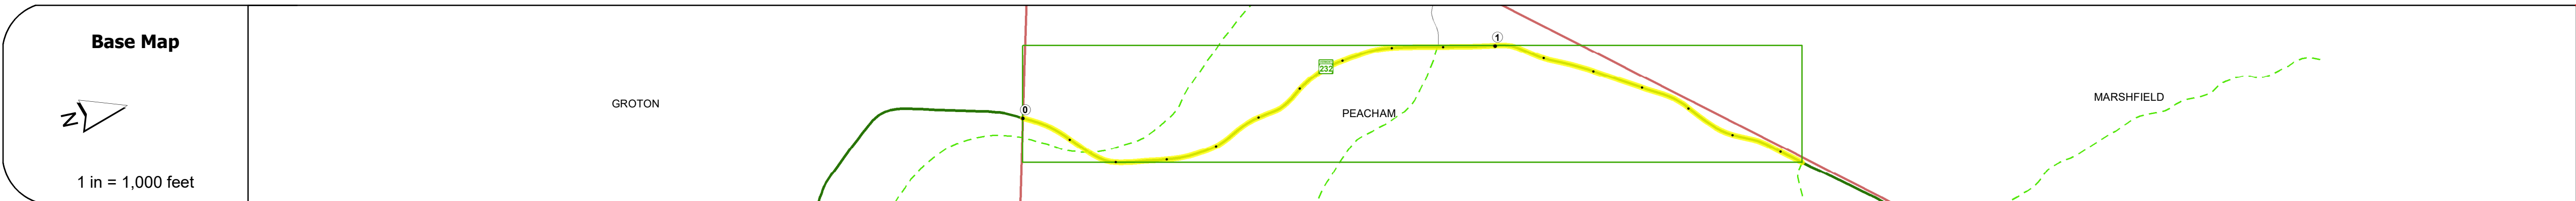 Base Map
N
1 in = 1,000 feet
GROTON
0
232
PEACHAM
1
MARSHFIELD